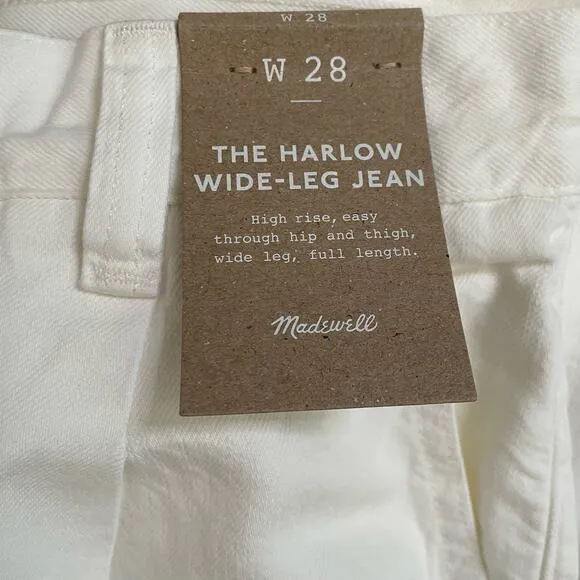 W 28
W 28
THE HARLOW
WIDE-LEG JEAN
High rise, easy
through hip and thigh,
wide leg, full length.
Madewell